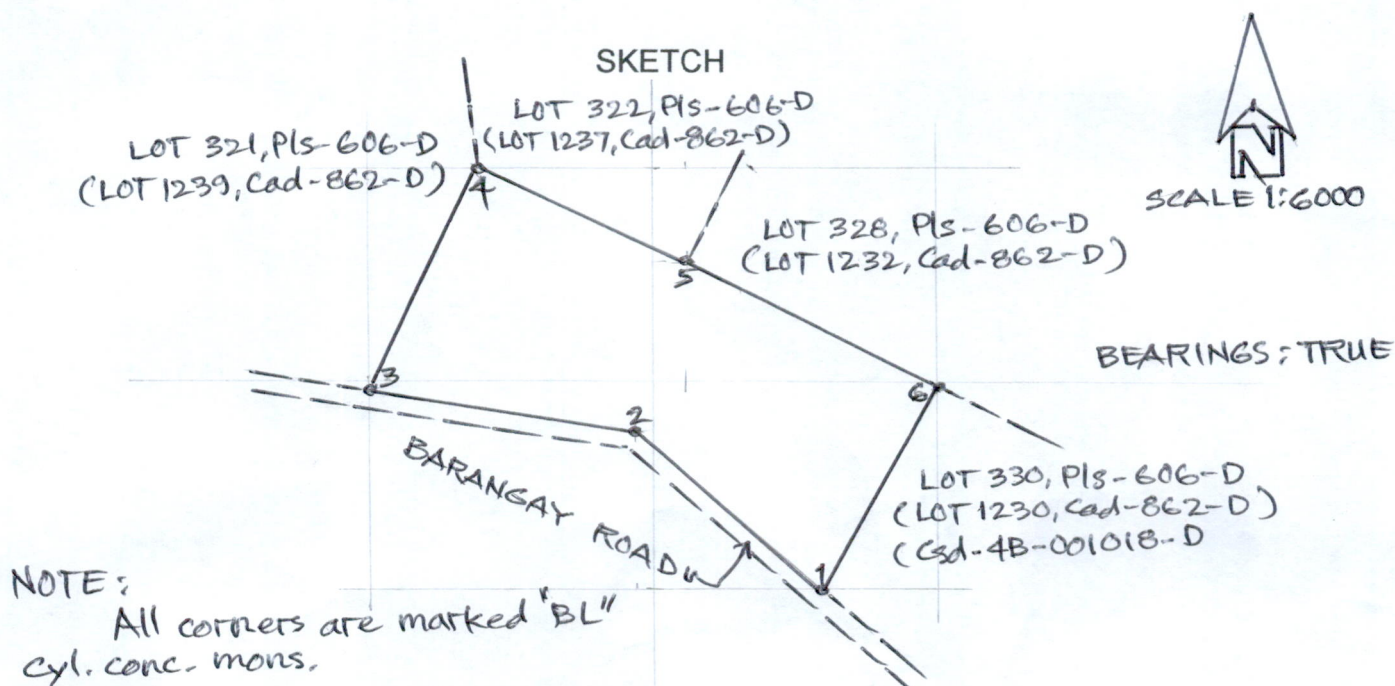 SKETCH
LOT 322, Pls-606-D
(LOT 1237, Cad-862-D)
LOT 321, Pls-606-D
(LOT 1239, Cad-862-D)
4
N
SCALE 1:6000
LOT 328, Pls-606-D
(LOT 1232, Cad-862-D)
5
BEARINGS: TRUE
3
6
2
BARANGAY ROAD
LOT 330, Pls-606-D
(LOT 1230, Cad-862-D)
(Csd-4B-001018-D
1
NOTE:
All corners are marked "BL"
cyl. conc. mons.